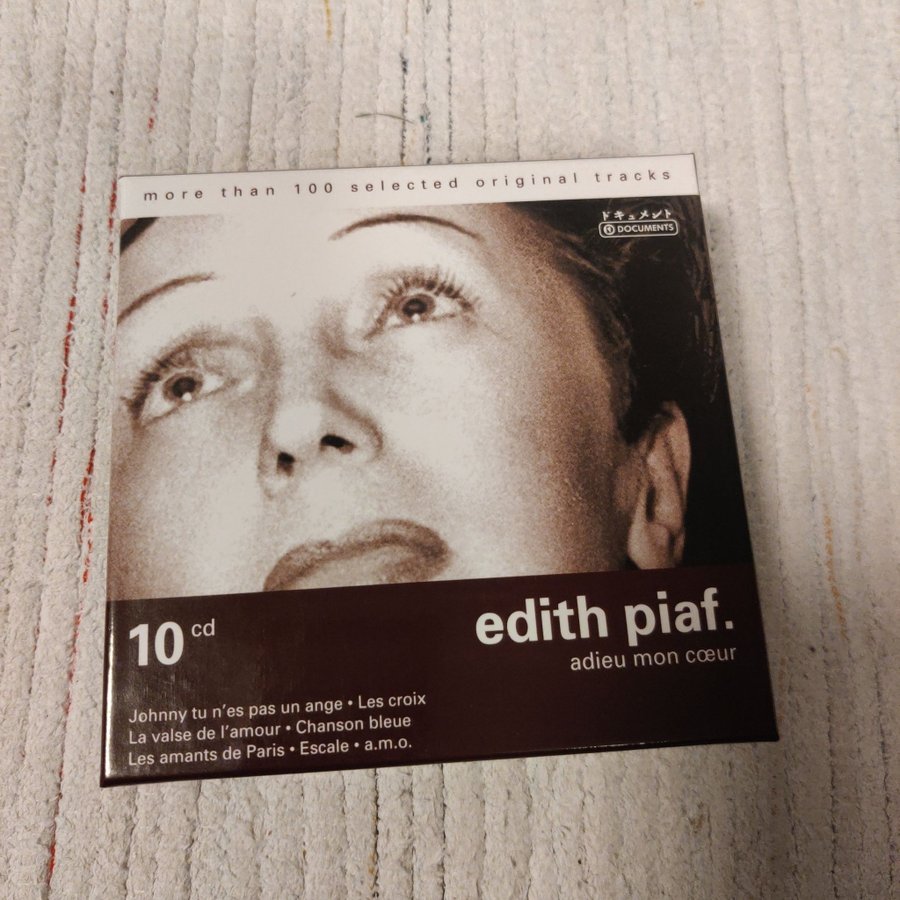 more than 100 selected original tracks
ドキュメント
DOCUMENTS
10 cd
edith piaf.
adieu mon cœur
Johnny tu n'es pas un ange • Les croix
La valse de l'amour • Chanson bleue
Les amants de Paris • Escale • a.m.o.